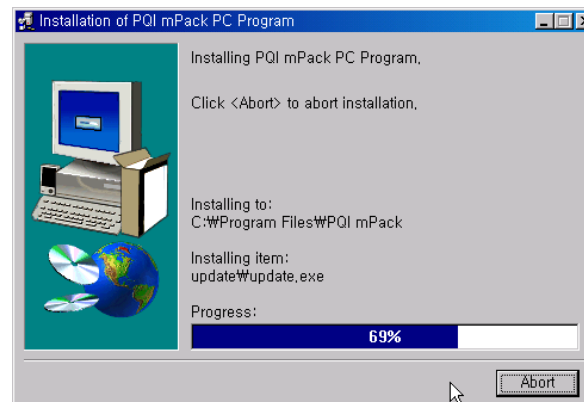 Installation of PQI mPack PC Program
Installing PQI mPack PC Program,
Click <Abort> to abort installation,
Installing to:
C:₩Program Files₩PQI mPack
Installing item:
update₩update,exe
Progress:
69%
Abort